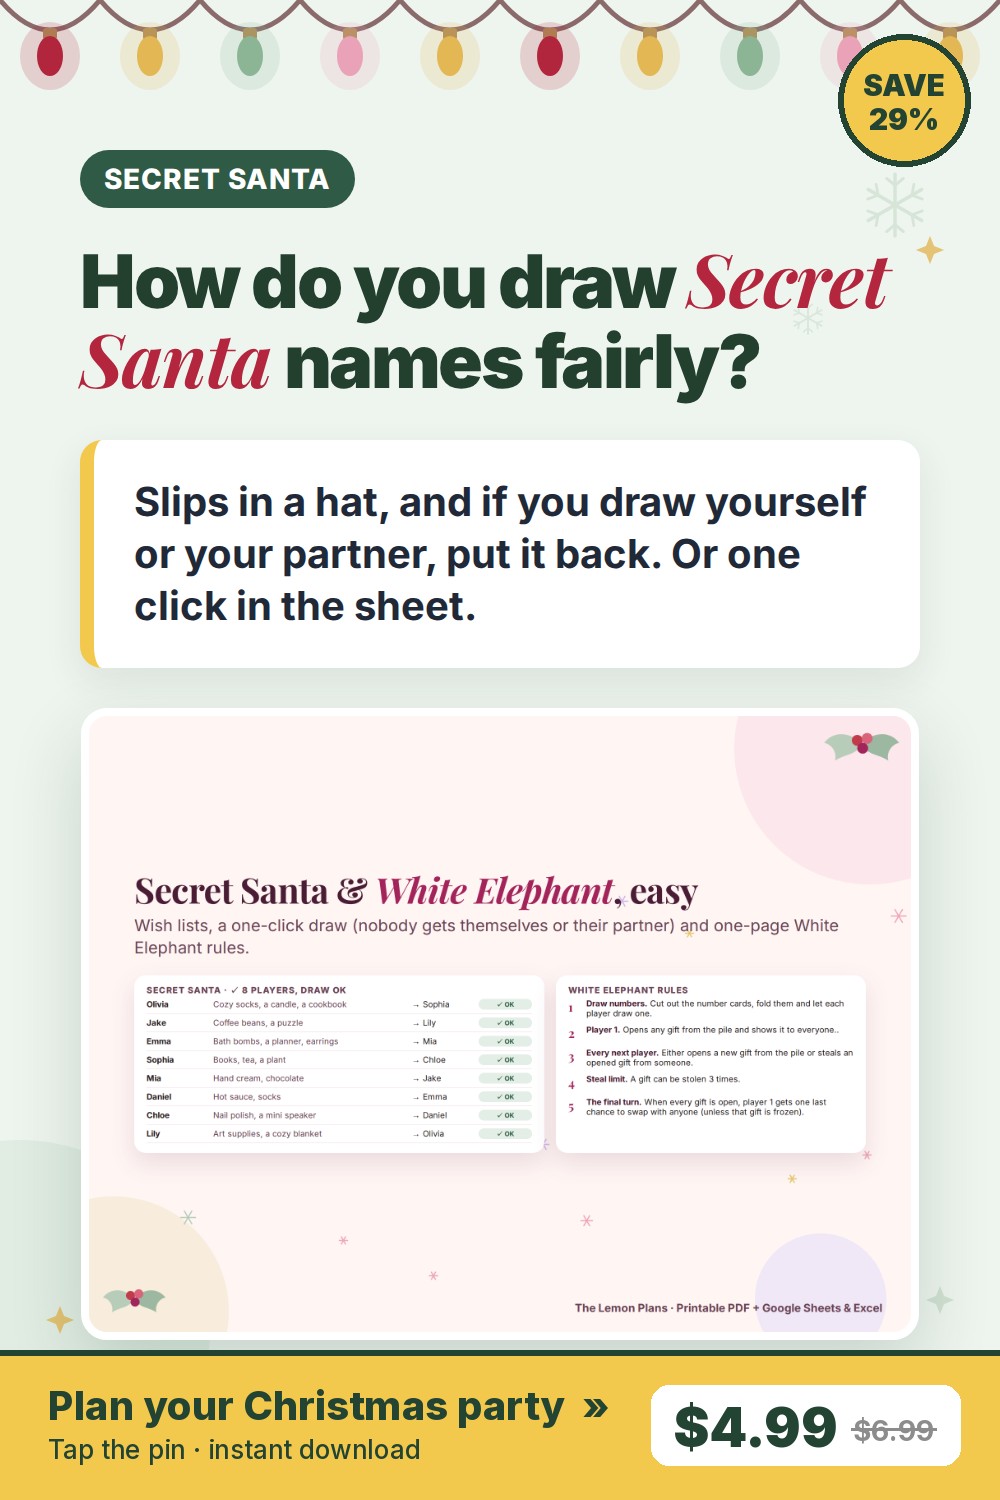 SAVE
29%
SECRET SANTA
How do you draw Secret
Santa names fairly?
Slips in a hat, and if you draw yourself
or your partner, put it back. Or one
click in the sheet.
Secret Santa & White Elephant, easy
Wish lists, a one-click draw (nobody gets themselves or their partner) and one-page White
Elephant rules.
SECRET SANTA · ✓ 8 PLAYERS, DRAW OK
Olivia Cozy socks, a candle, a cookbook → Sophia ✓ OK
Jake Coffee beans, a puzzle → Lily ✓ OK
Emma Bath bombs, a planner, earrings → Mia ✓ OK
Sophia Books, tea, a plant → Chloe ✓ OK
Mia Hand cream, chocolate → Jake ✓ OK
Daniel Hot sauce, socks → Emma ✓ OK
Chloe Nail polish, a mini speaker → Daniel ✓ OK
Lily Art supplies, a cozy blanket → Olivia ✓ OK
WHITE ELEPHANT RULES
1 Draw numbers. Cut out the number cards, fold them and let each
player draw one.
2 Player 1. Opens any gift from the pile and shows it to everyone..
3 Every next player. Either opens a new gift from the pile or steals an
opened gift from someone.
4 Steal limit. A gift can be stolen 3 times.
5 The final turn. When every gift is open, player 1 gets one last
chance to swap with anyone (unless that gift is frozen).
The Lemon Plans · Printable PDF + Google Sheets & Excel
Plan your Christmas party »
Tap the pin · instant download
$4.99 $6.99